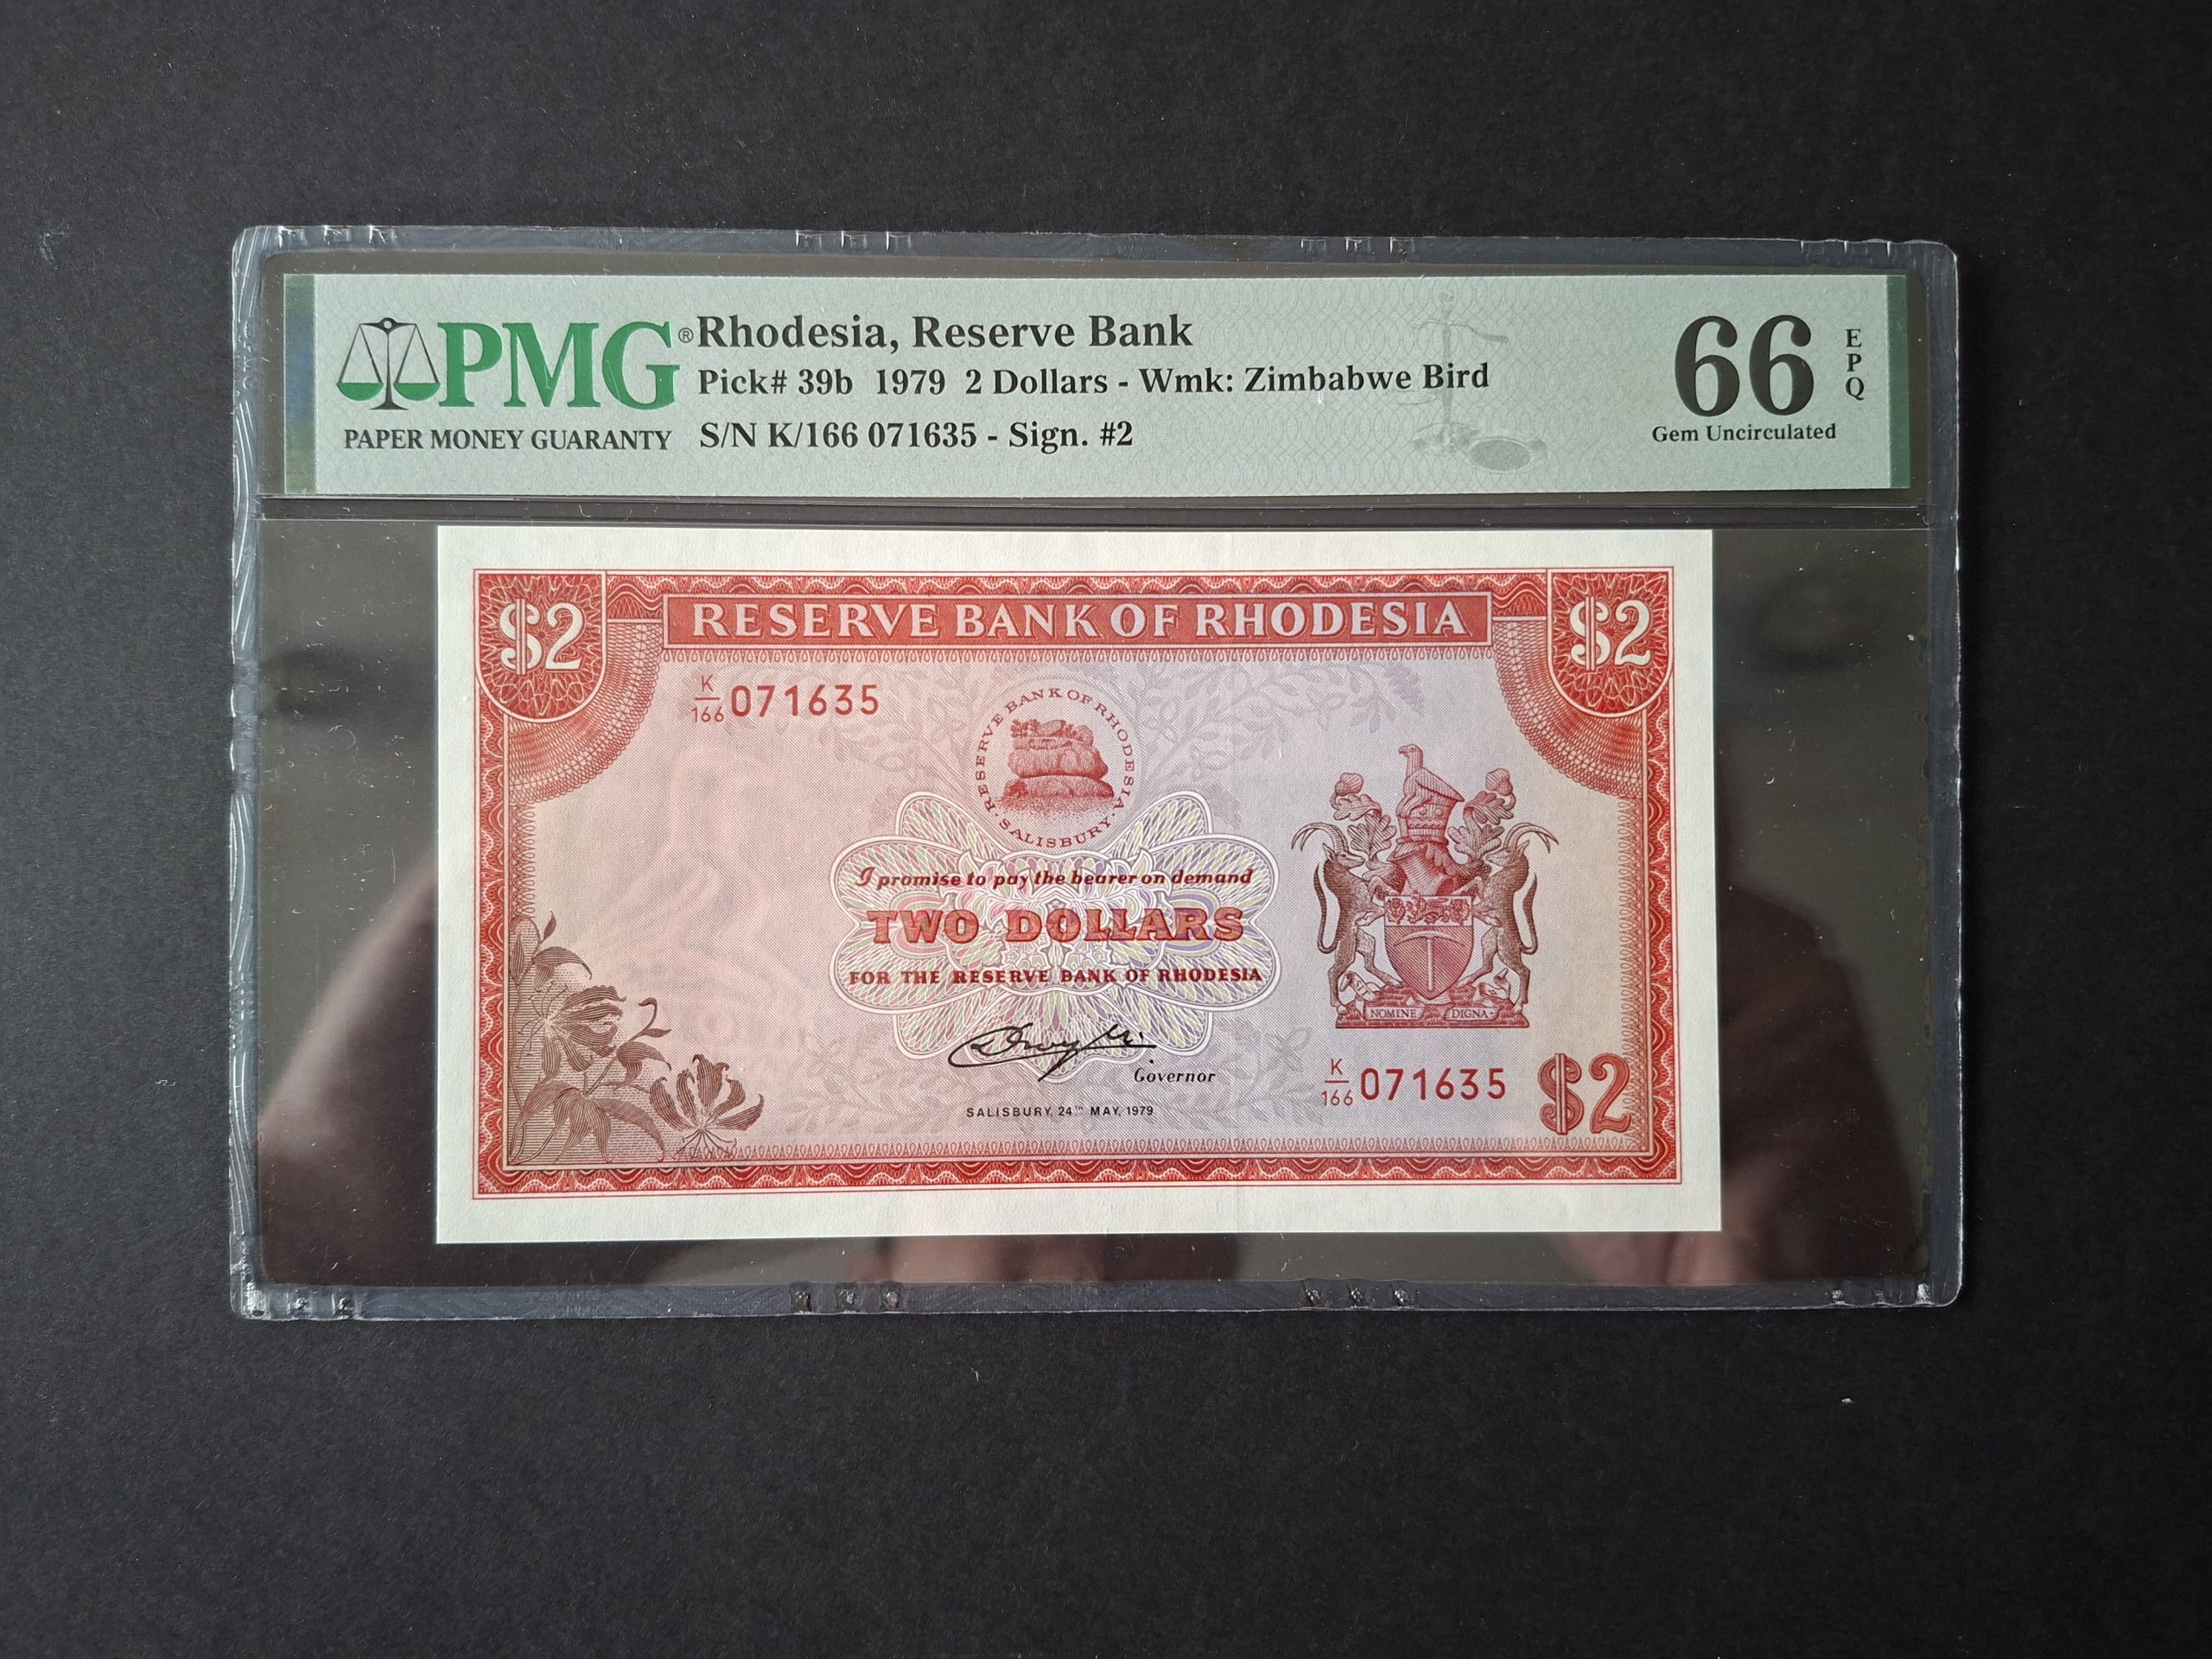 PMG®
PAPER MONEY GUARANTY
Rhodesia, Reserve Bank
Pick# 39b 1979 2 Dollars - Wmk: Zimbabwe Bird
S/N K/166 071635 - Sign. #2
66
EPQ
Gem Uncirculated
$2
RESERVE BANK OF RHODESIA
$2
K/166 071635
RESERVE BANK OF RHODESIA
· SALISBURY ·
I promise to pay the bearer on demand
TWO DOLLARS
FOR THE RESERVE BANK OF RHODESIA
Governor
SALISBURY, 24TH MAY, 1979
SIT NOMINE DIGNA
K/166 071635
$2